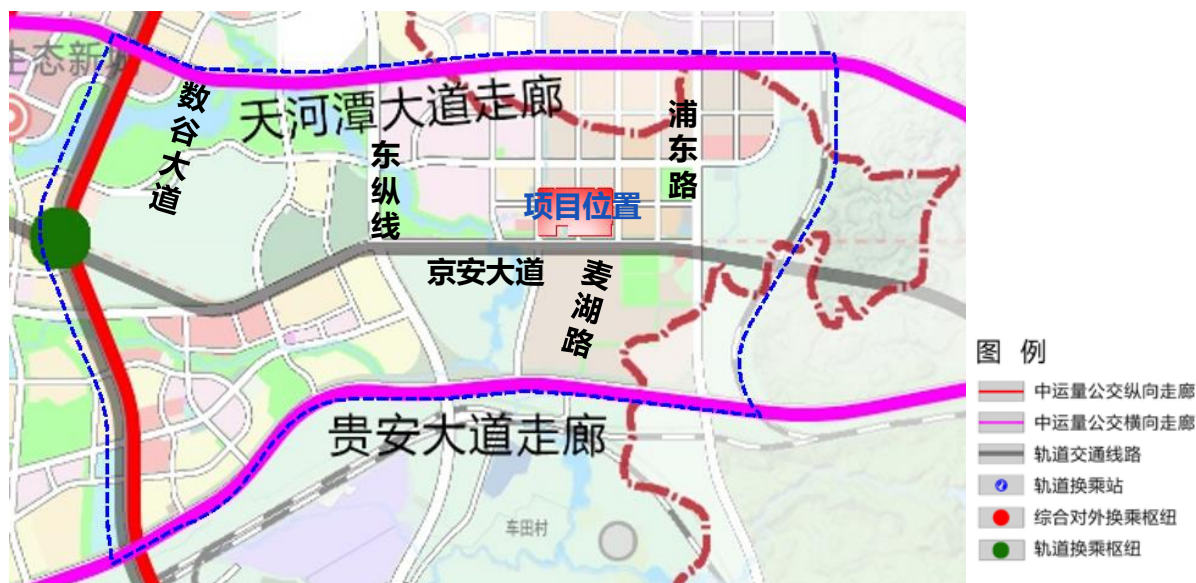 生态新
数谷大道
天河潭大道走廊
浦东路
东纵线
项目位置
京安大道
麦湖路
贵安大道走廊
车田村
图 例
中运量公交纵向走廊
中运量公交横向走廊
轨道交通线路
轨道换乘站
综合对外换乘枢纽
轨道换乘枢纽